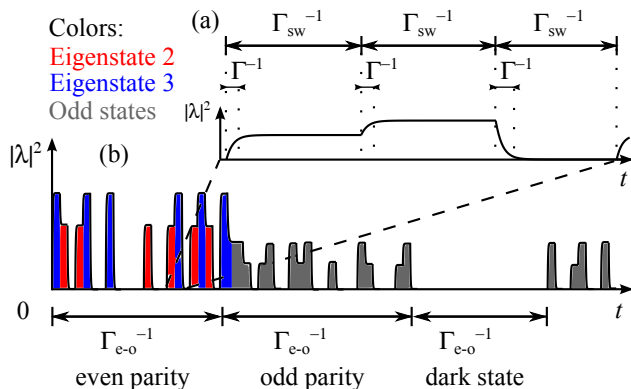 Colors:
Eigenstate 2
Eigenstate 3
Odd states
(a)
Γsw⁻¹ Γsw⁻¹ Γsw⁻¹
Γ⁻¹ Γ⁻¹ Γ⁻¹
|λ|²
t
(b)
|λ|²
0
t
Γe-o⁻¹ Γe-o⁻¹ Γe-o⁻¹
even parity odd parity dark state